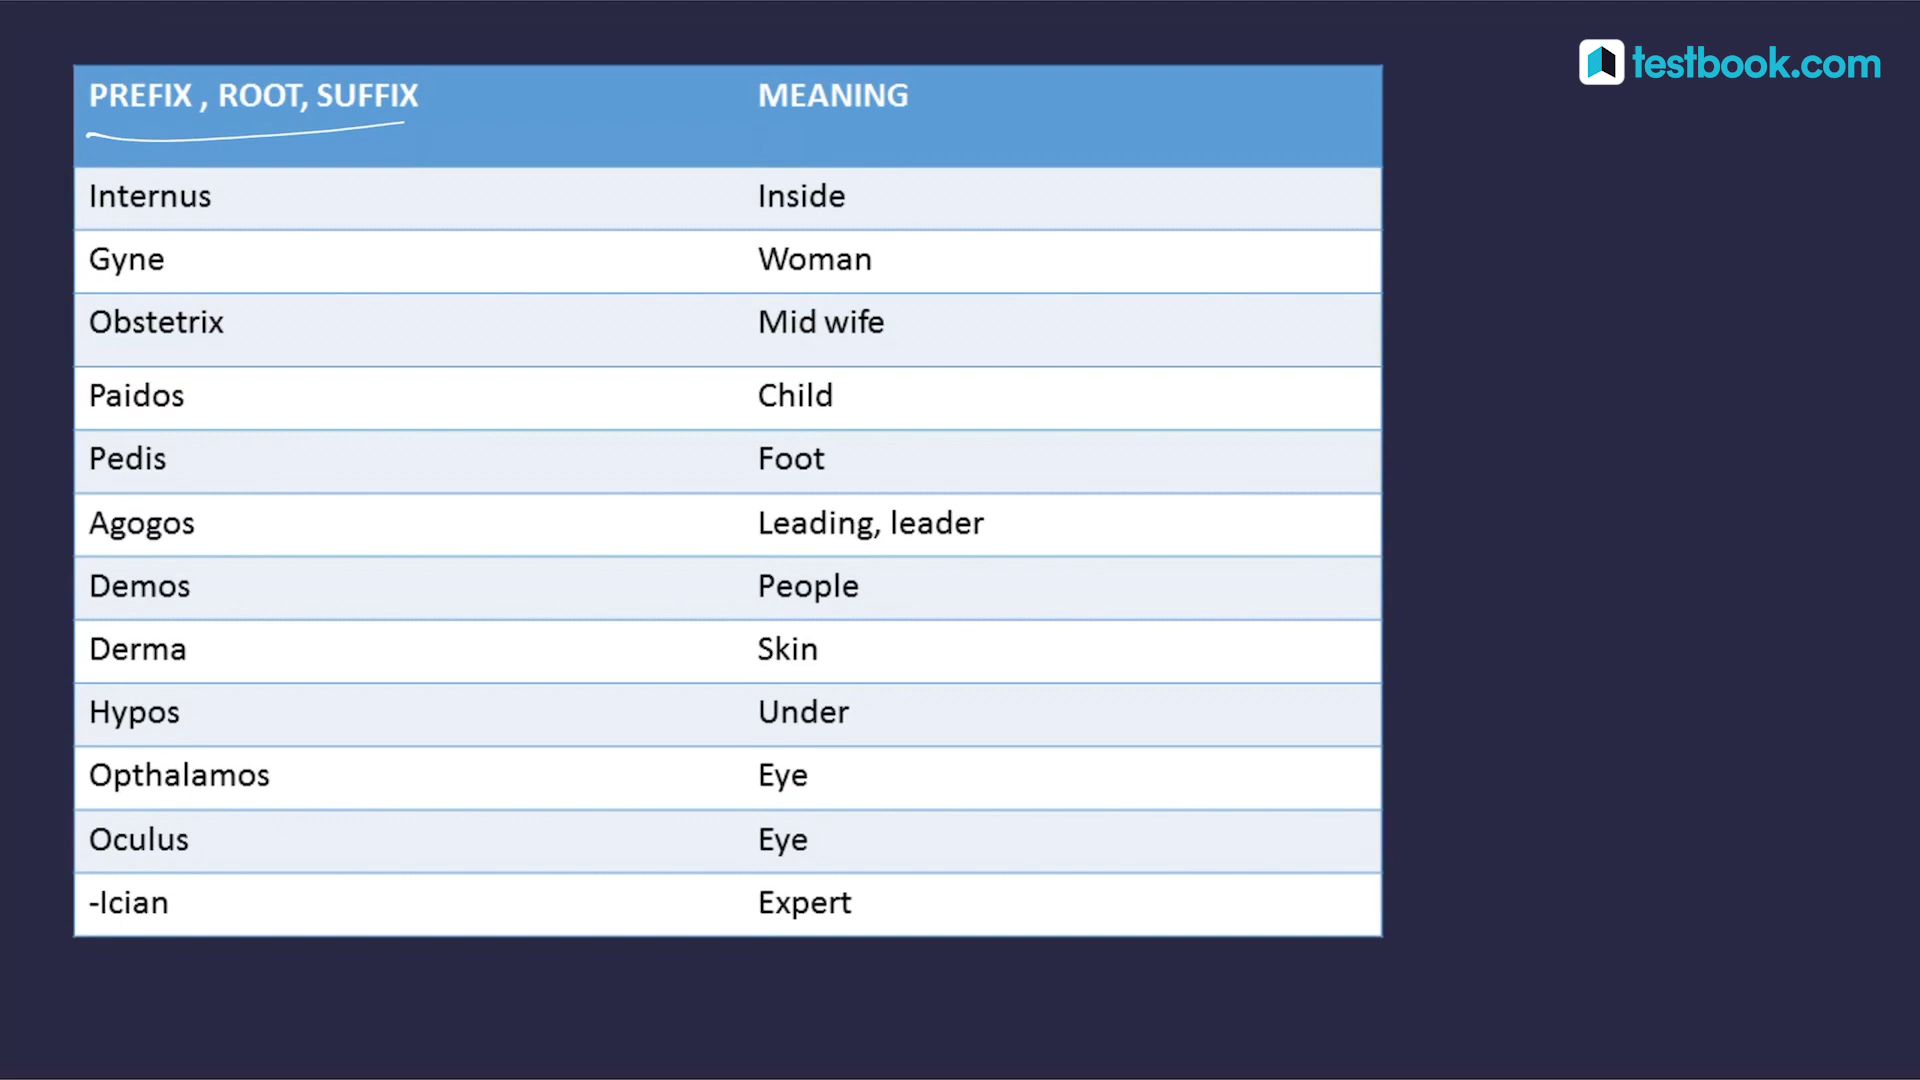 testbook.com
PREFIX , ROOT, SUFFIX MEANING
Internus Inside
Gyne Woman
Obstetrix Mid wife
Paidos Child
Pedis Foot
Agogos Leading, leader
Demos People
Derma Skin
Hypos Under
Opthalamos Eye
Oculus Eye
-Ician Expert